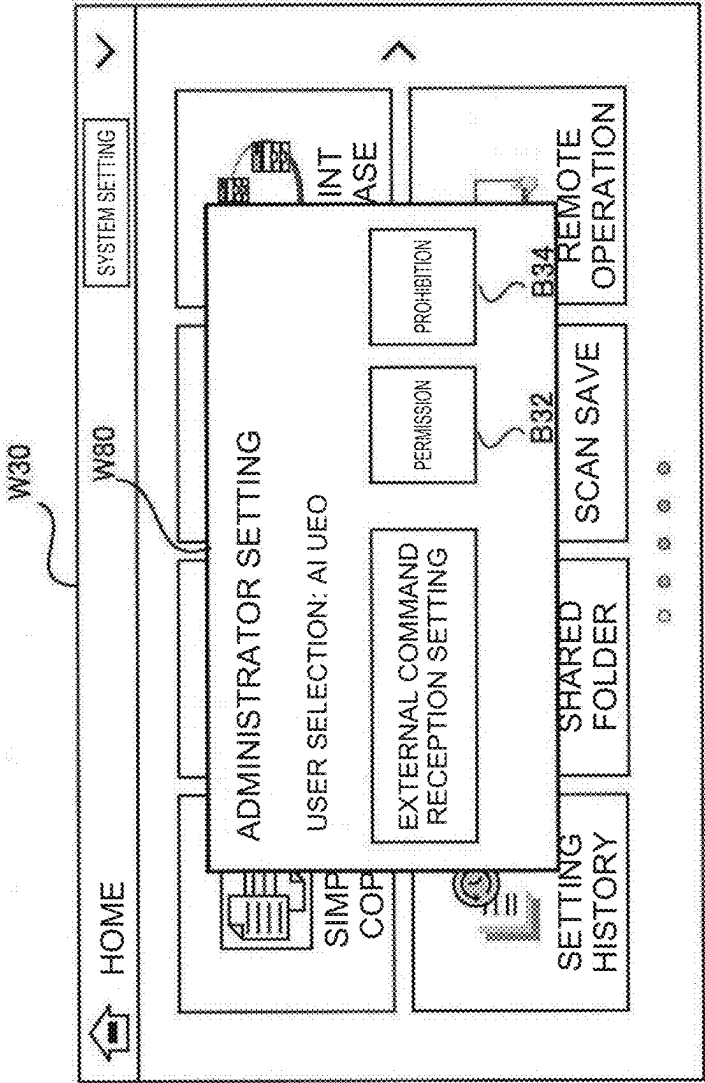 W30
HOME
SYSTEM SETTING
W80
ADMINISTRATOR SETTING
USER SELECTION: AI UEO
EXTERNAL COMMAND
RECEPTION SETTING
PERMISSION
PROHIBITION
B32
B34
SIMP
COP
INT
ASE
SETTING
HISTORY
SHARED
FOLDER
SCAN SAVE
REMOTE
OPERATION